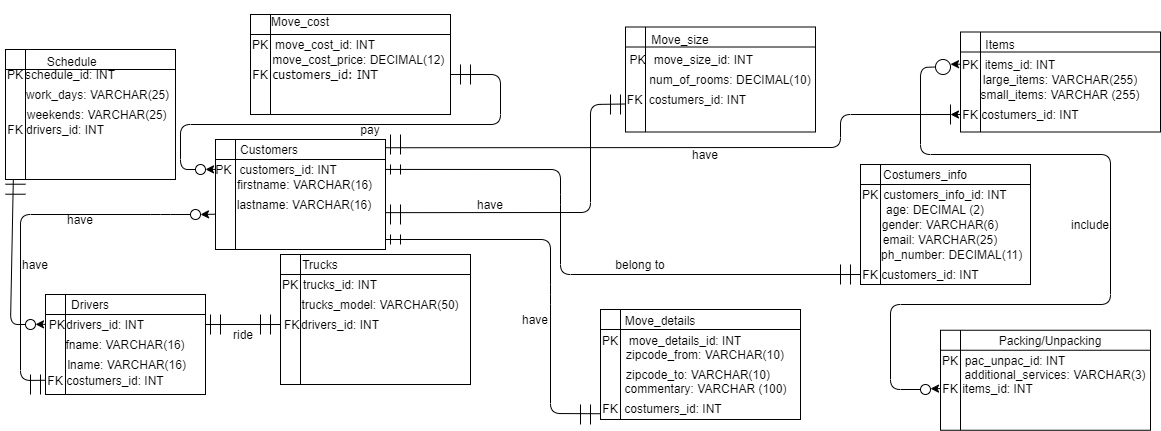 Move_cost
PK move_cost_id: INT
move_cost_price: DECIMAL(12)
FK customers_id: INT
Move_size
PK move_size_id: INT
num_of_rooms: DECIMAL(10)
FK costumers_id: INT
Items
PK items_id: INT
large_items: VARCHAR(255)
small_items: VARCHAR (255)
FK costumers_id: INT
Schedule
PK schedule_id: INT
work_days: VARCHAR(25)
weekends: VARCHAR(25)
FK drivers_id: INT
pay
Customers
PK customers_id: INT
firstname: VARCHAR(16)
lastname: VARCHAR(16)
have
have
have
have
belong to
include
Costumers_info
PK customers_info_id: INT
age: DECIMAL (2)
gender: VARCHAR(6)
email: VARCHAR(25)
ph_number: DECIMAL(11)
FK customers_id: INT
Trucks
PK trucks_id: INT
trucks_model: VARCHAR(50)
FK drivers_id: INT
Drivers
PK drivers_id: INT
fname: VARCHAR(16)
lname: VARCHAR(16)
FK costumers_id: INT
ride
have
Move_details
PK move_details_id: INT
zipcode_from: VARCHAR(10)
zipcode_to: VARCHAR(10)
commentary: VARCHAR (100)
FK costumers_id: INT
Packing/Unpacking
PK pac_unpac_id: INT
additional_services: VARCHAR(3)
FK items_id: INT